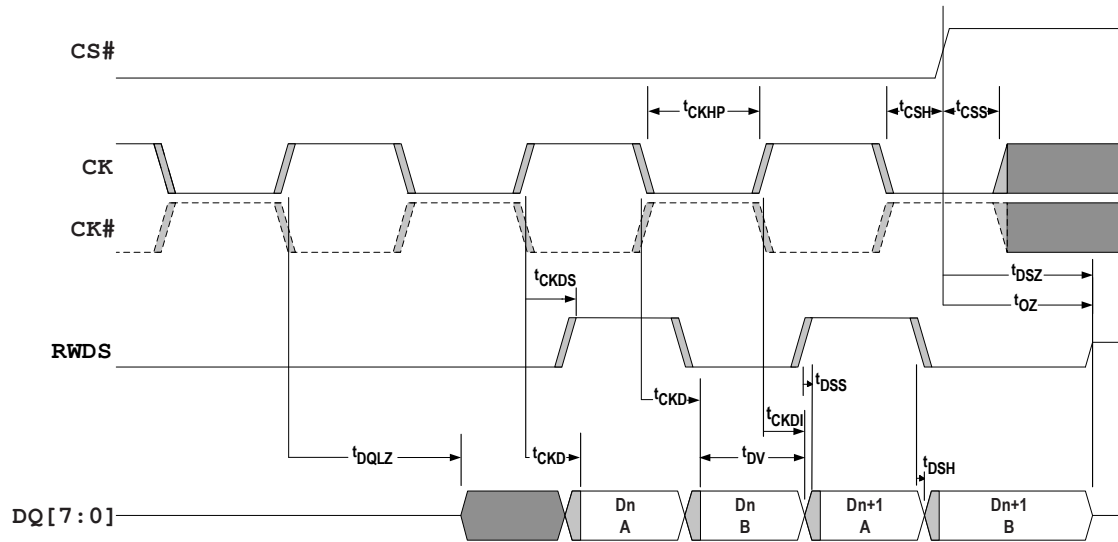 CS#
tCKHP
tCSH
tCSS
CK
CK#
tCKDS
tDSZ
tOZ
RWDS
tDSS
tCKD
tCKDI
tDQLZ
tCKD
tDV
tDSH
DQ[7:0]
Dn
A
Dn
B
Dn+1
A
Dn+1
B